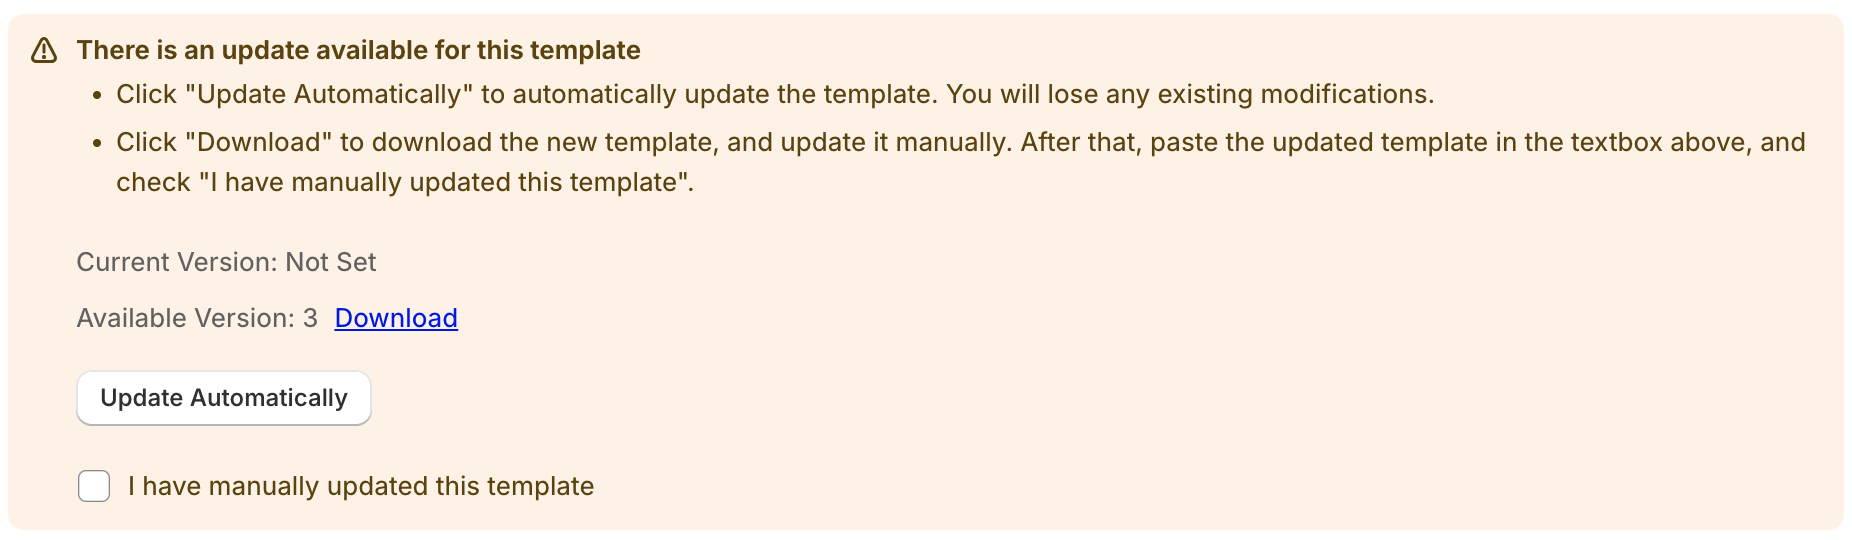 There is an update available for this template
• Click "Update Automatically" to automatically update the template. You will lose any existing modifications.
• Click "Download" to download the new template, and update it manually. After that, paste the updated template in the textbox above, and
check "I have manually updated this template".
Current Version: Not Set
Available Version: 3 Download
Update Automatically
I have manually updated this template